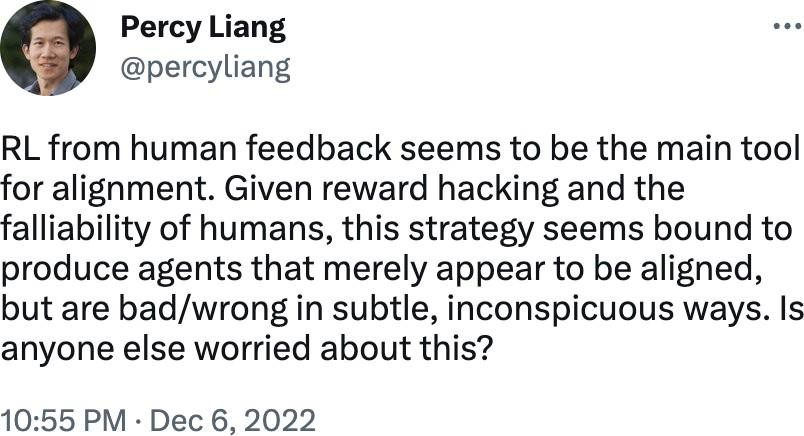 Percy Liang
@percyliang
RL from human feedback seems to be the main tool
for alignment. Given reward hacking and the
falliability of humans, this strategy seems bound to
produce agents that merely appear to be aligned,
but are bad/wrong in subtle, inconspicuous ways. Is
anyone else worried about this?
10:55 PM · Dec 6, 2022